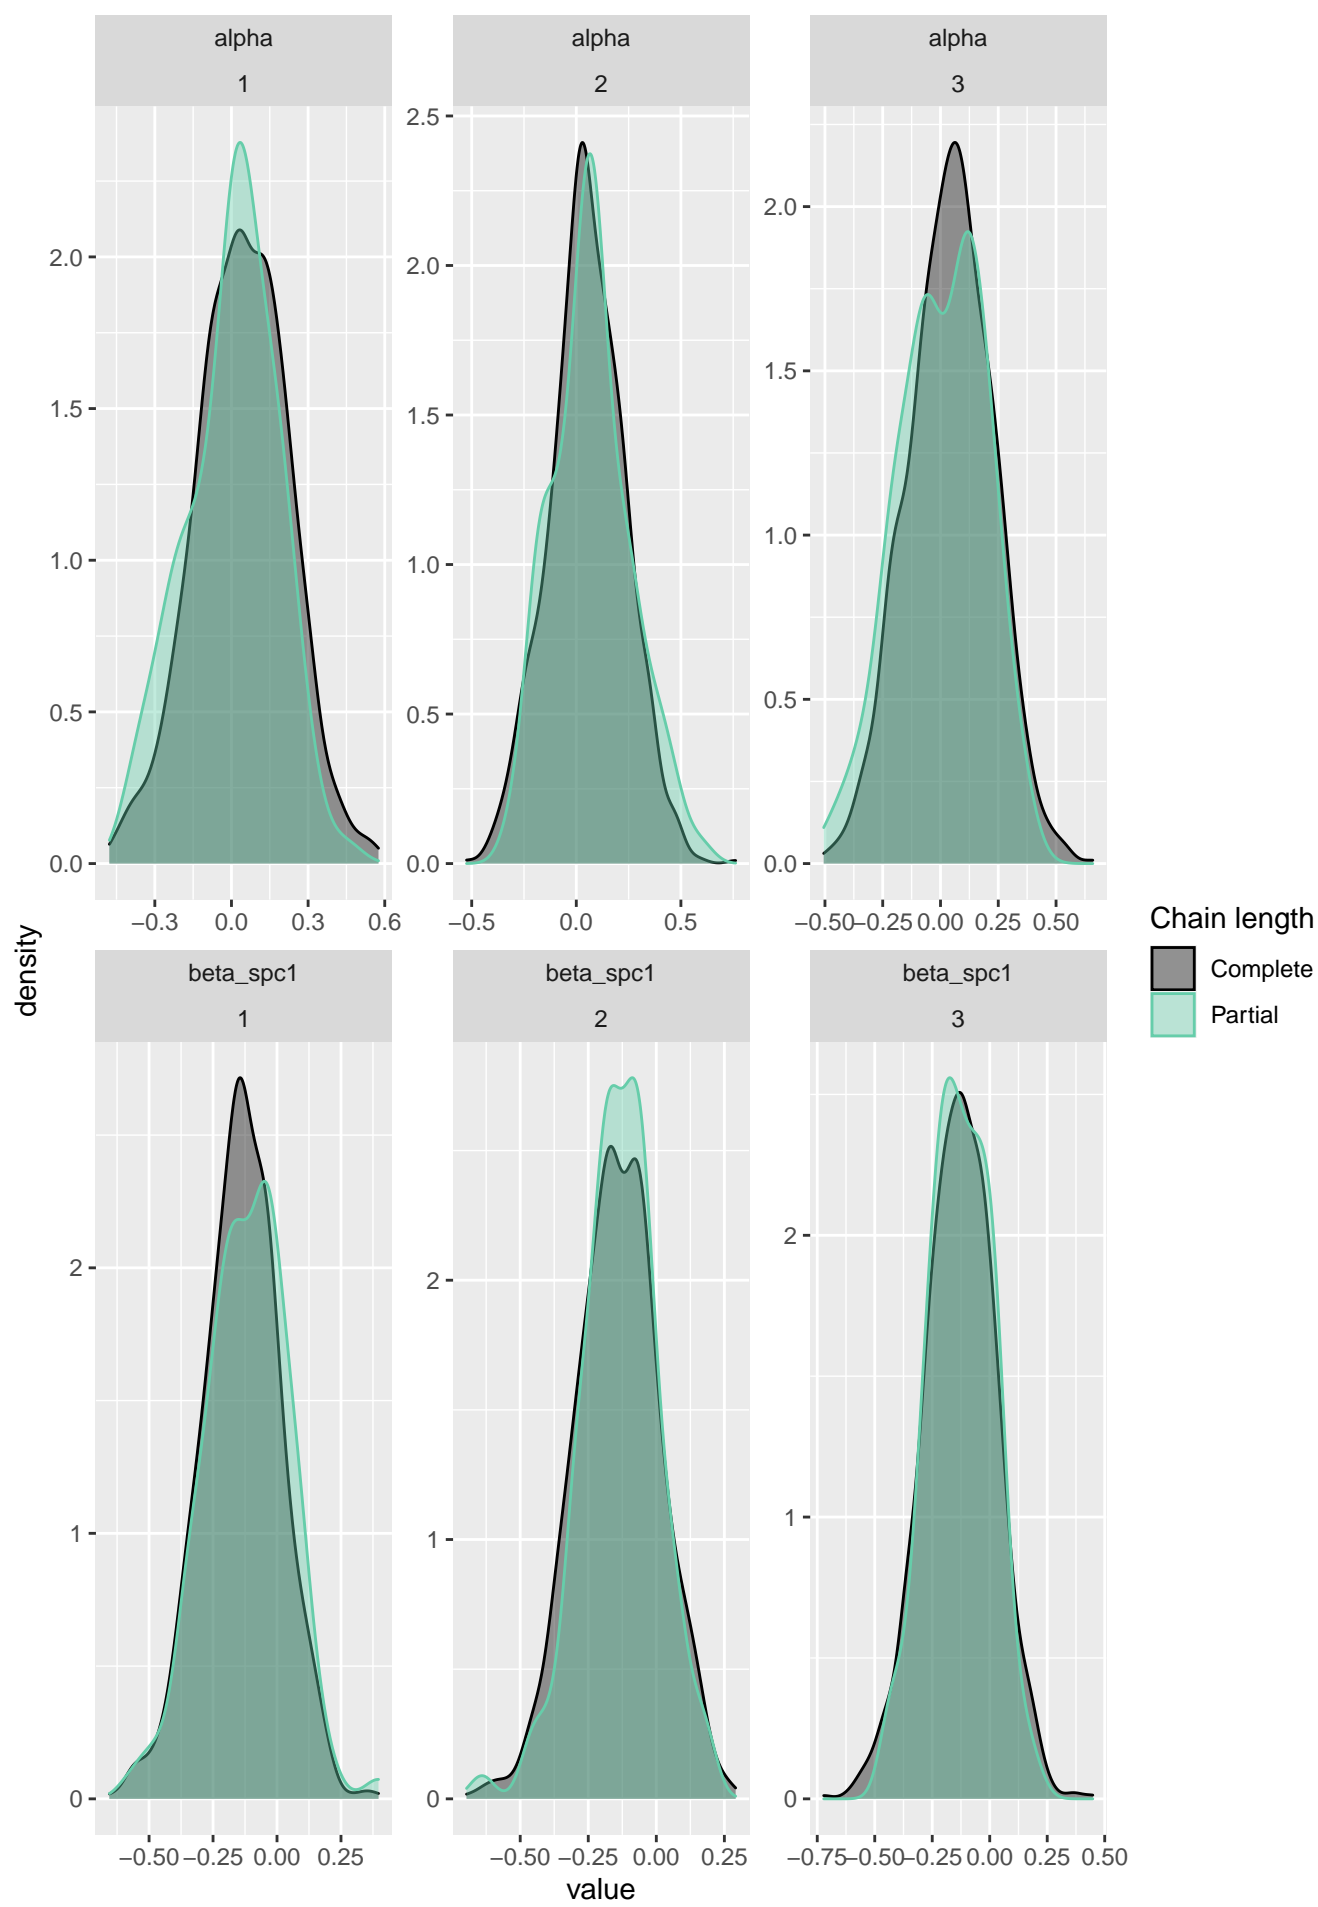 alpha alpha alpha
1 2 3
0.0 0.5 1.0 1.5 2.0
0.0 0.5 1.0 1.5 2.0 2.5
0.0 0.5 1.0 1.5 2.0
−0.3 0.0 0.3 0.6
−0.5 0.0 0.5
−0.50 −0.25 0.00 0.25 0.50
density
Chain length
Complete
Partial
beta_spc1 beta_spc1 beta_spc1
1 2 3
0 1 2
0 1 2
0 1 2
−0.50 −0.25 0.00 0.25
−0.50 −0.25 0.00 0.25
−0.75 −0.50 −0.25 0.00 0.25 0.50
value